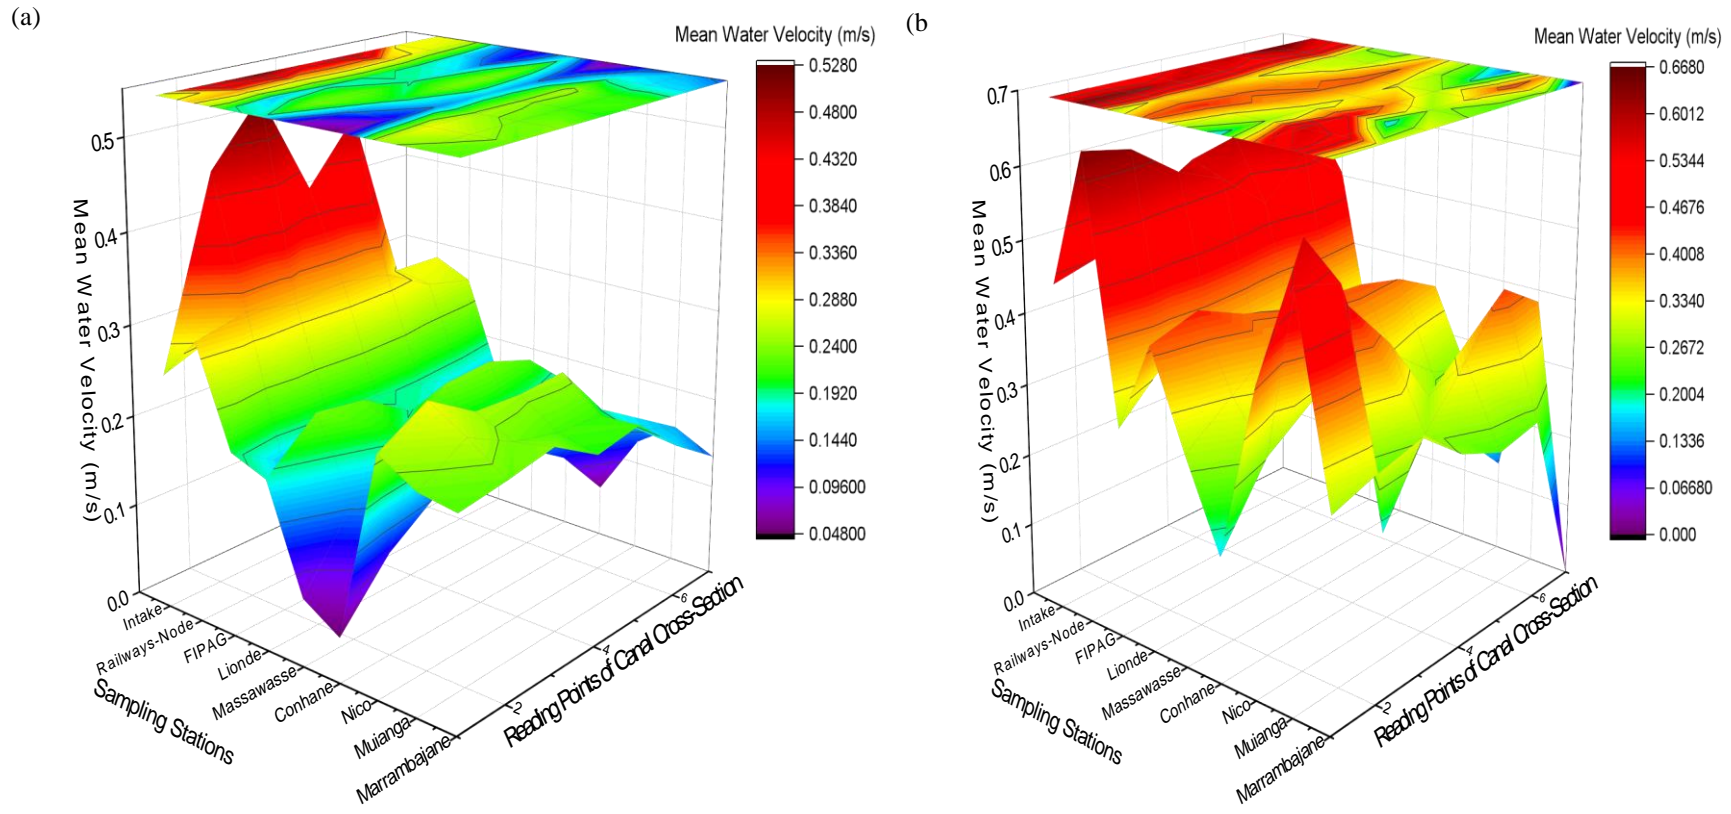 (a)
Mean Water Velocity (m/s)
0.5280
0.4800
0.4320
0.3840
0.3360
0.2880
0.2400
0.1920
0.1440
0.09600
0.04800
0.5
0.4
0.3
0.2
0.1
0.0
Mean Water Velocity (m/s)
Intake
Railways-Node
FIPAG
Lionde
Massawasse
Conhane
Nico
Muianga
Marrambajane
Sampling Stations
2
4
6
Reading Points of Canal Cross-Section
(b)
Mean Water Velocity (m/s)
0.6680
0.6012
0.5344
0.4676
0.4008
0.3340
0.2672
0.2004
0.1336
0.06680
0.000
0.7
0.6
0.5
0.4
0.3
0.2
0.1
0.0
Mean Water Velocity (m/s)
Intake
Railways-Node
FIPAG
Lionde
Massawasse
Conhane
Nico
Muianga
Marrambajane
Sampling Stations
2
4
6
Reading Points of Canal Cross-Section